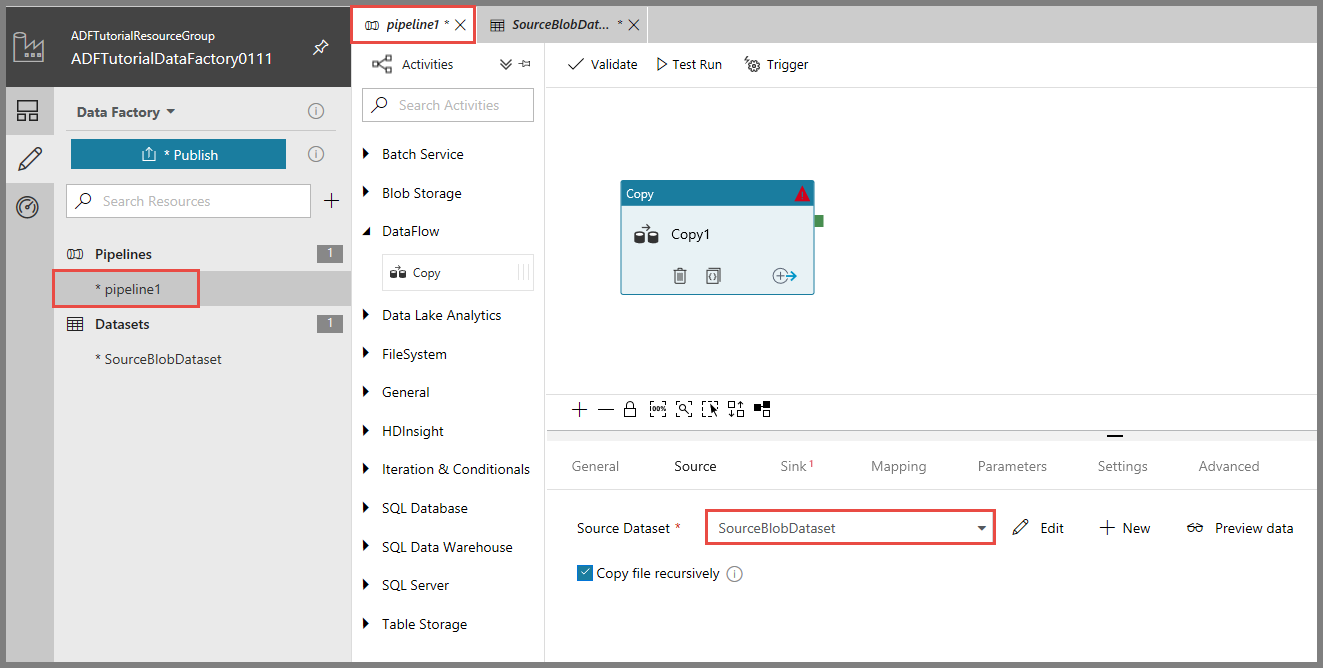 ADFTutorialResourceGroup
ADFTutorialDataFactory0111
Data Factory
* Publish
Search Resources
Pipelines 1
* pipeline1
Datasets 1
* SourceBlobDataset
pipeline1 *
SourceBlobDat... *
Activities
Search Activities
Batch Service
Blob Storage
DataFlow
Copy
Data Lake Analytics
FileSystem
General
HDInsight
Iteration & Conditionals
SQL Database
SQL Data Warehouse
SQL Server
Table Storage
Validate Test Run Trigger
Copy
Copy1
100%
General Source Sink 1 Mapping Parameters Settings Advanced
Source Dataset * SourceBlobDataset Edit New Preview data
Copy file recursively